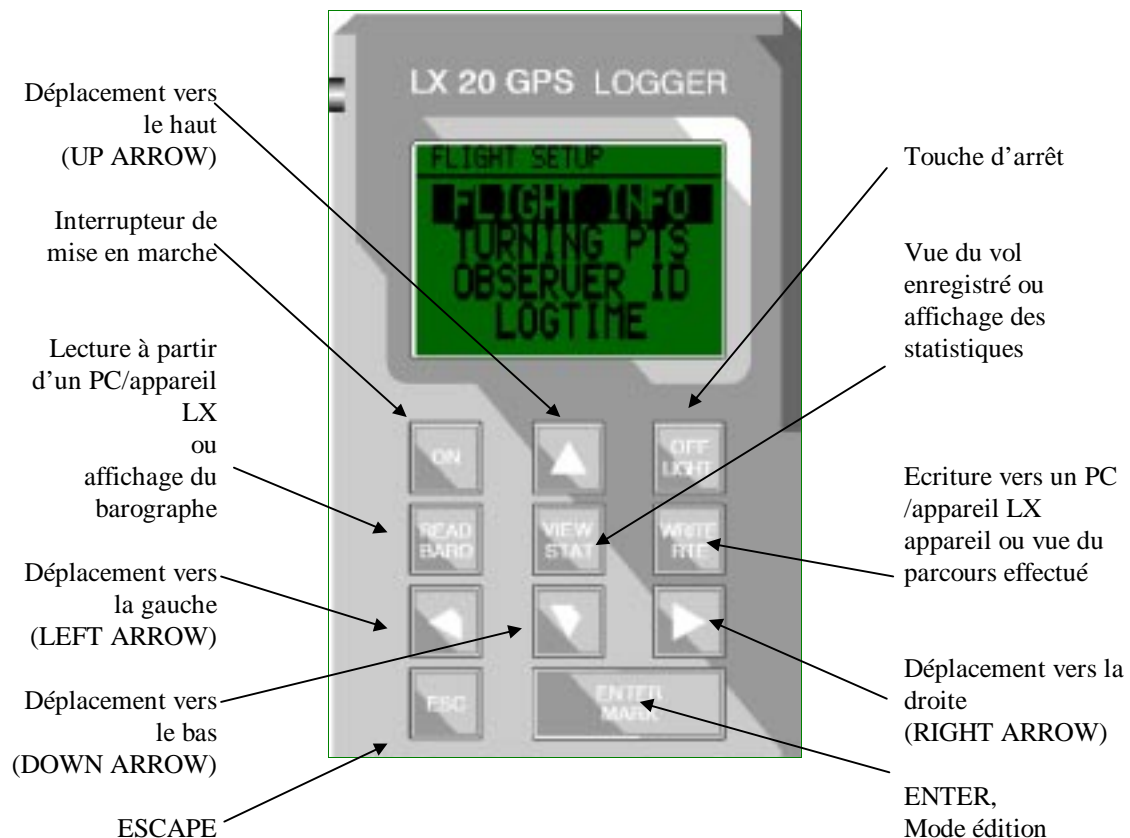 LX 20 GPS LOGGER
FLIGHT SETUP
FLIGHT INFO
TURNING PTS
OBSERVER ID
LOGTIME
ON
OFF
LIGHT
READ
BARO
VIEW
STAT
WRITE
RTE
ESC
ENTER
MARK
Déplacement vers
le haut
(UP ARROW)
Interrupteur de
mise en marche
Lecture à partir
d'un PC/appareil
LX
ou
affichage du
barographe
Déplacement vers
la gauche
(LEFT ARROW)
Déplacement vers
le bas
(DOWN ARROW)
ESCAPE
Touche d'arrêt
Vue du vol
enregistré ou
affichage des
statistiques
Ecriture vers un PC
/appareil LX
appareil ou vue du
parcours effectué
Déplacement vers la
droite
(RIGHT ARROW)
ENTER,
Mode édition